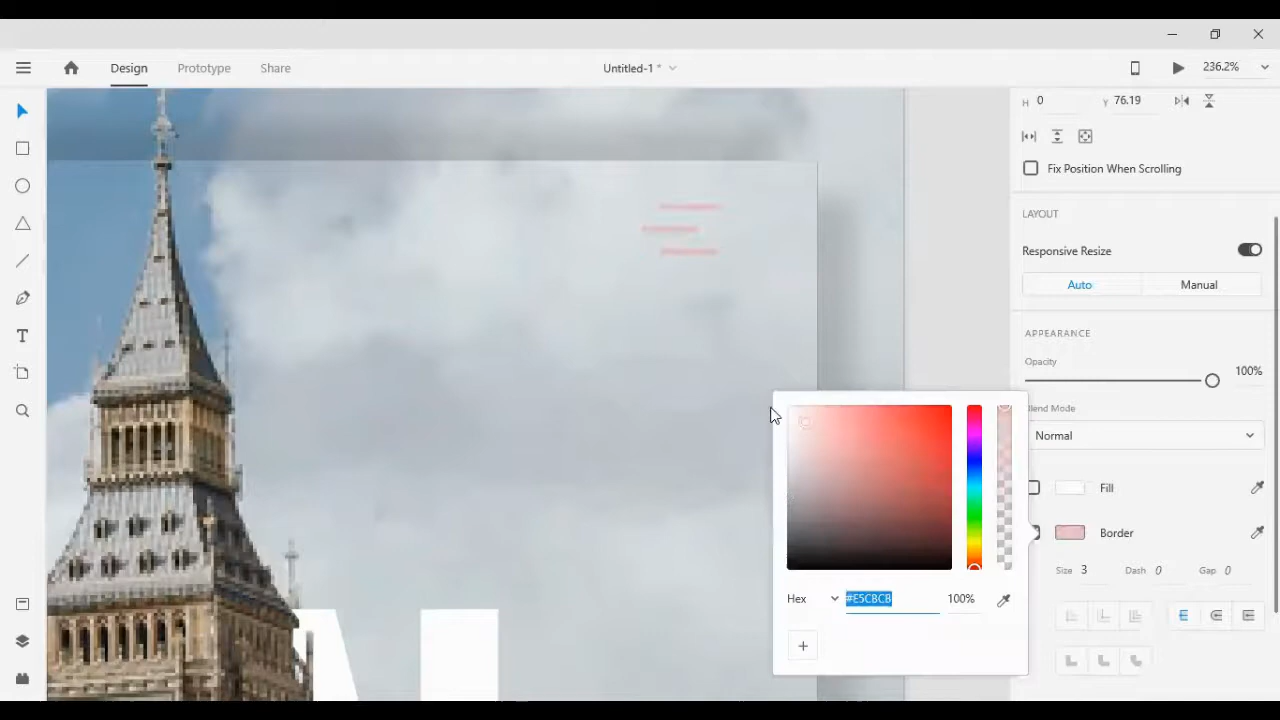 Design Prototype Share Untitled-1 * 236.2%
H 0 Y 76.19
Fix Position When Scrolling
LAYOUT
Responsive Resize
Auto Manual
APPEARANCE
Opacity
100%
Blend Mode
Normal
Fill
Border
Size 3 Dash 0 Gap 0
Hex #E5CBCB 100%
+
T